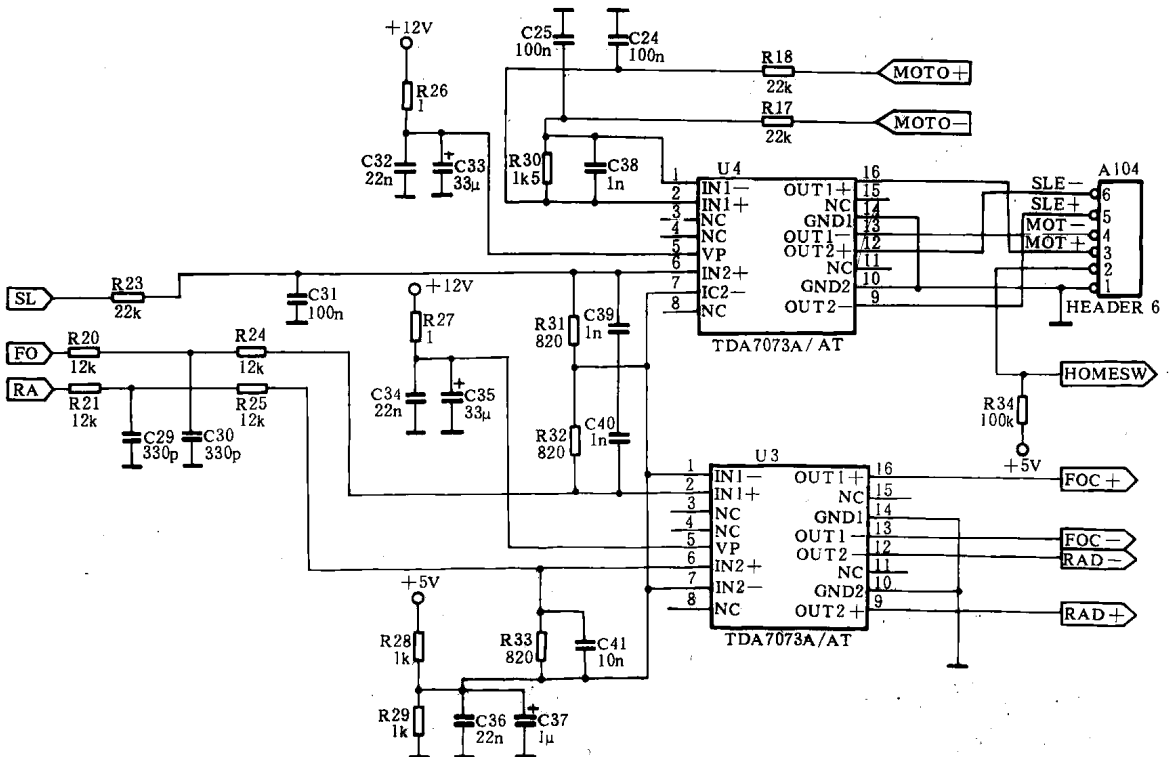 +12V
R26
1
C32
22n
+
C33
33μ
C25
100n
C24
100n
R18
22k
MOTO+
R17
22k
MOTO-
R30
1k5
C38
1n
U4
1 IN1- OUT1+ 16
2 IN1+ NC 15
3 NC GND1 14
4 NC OUT1- 13
5 VP OUT2+ 12
6 IN2+ NC 11
7 IC2- GND2 10
8 NC OUT2- 9
TDA7073A/AT
A104
SLE- 6
SLE+ 5
MOT- 4
MOT+ 3
2
1
HEADER 6
SL
R23
22k
C31
100n
+12V
R27
1
R31
820
C39
1n
FO
R20
12k
R24
12k
RA
R21
12k
R25
12k
C29
330p
C30
330p
C34
22n
+
C35
33μ
R32
820
C40
1n
HOMESW
R34
100k
+5V
U3
1 IN1- OUT1+ 16
2 IN1+ NC 15
3 NC GND1 14
4 NC OUT1- 13
5 VP OUT2- 12
6 IN2+ NC 11
7 IN2- GND2 10
8 NC OUT2+ 9
TDA7073A/AT
FOC+
FOC-
RAD-
RAD+
+5V
R28
1k
R33
820
C41
10n
R29
1k
C36
22n
+
C37
1μ